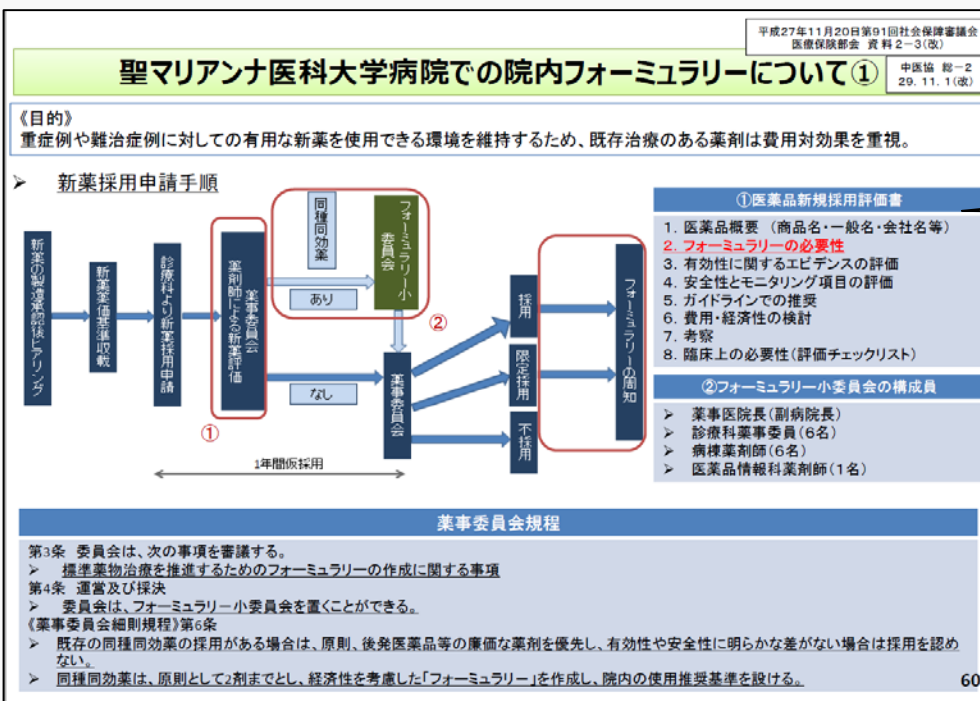 平成27年11月20日第91回社会保障審議会
医療保険部会 資料2-3(改)
聖マリアンナ医科大学病院での院内フォーミュラリーについて①
中医協 総-2
29.11.1(改)
《目的》
重症例や難治症例に対しての有用な新薬を使用できる環境を維持するため、既存治療のある薬剤は費用対効果を重視。
➢ 新薬採用申請手順
新薬の製造承認後ヒアリング
新薬薬価基準収載
診療科より新薬採用申請
薬事委員会
薬剤師による新薬評価
①
同種同効薬
あり
なし
フォーミュラリー小
委員会
②
薬事委員会
採用
限定採用
不採用
フォーミュラリーの周知
1年間仮採用
①医薬品新規採用評価書
1. 医薬品概要 (商品名・一般名・会社名等)
2. フォーミュラリーの必要性
3. 有効性に関するエビデンスの評価
4. 安全性とモニタリング項目の評価
5. ガイドラインでの推奨
6. 費用・経済性の検討
7. 考察
8. 臨床上の必要性(評価チェックリスト)
②フォーミュラリー小委員会の構成員
➢ 薬事医院長(副病院長)
➢ 診療科薬事委員(6名)
➢ 病棟薬剤師(6名)
➢ 医薬品情報科薬剤師(1名)
薬事委員会規程
第3条 委員会は、次の事項を審議する。
➢ 標準薬物治療を推進するためのフォーミュラリーの作成に関する事項
第4条 運営及び採決
➢ 委員会は、フォーミュラリー小委員会を置くことができる。
《薬事委員会細則規程》第6条
➢ 既存の同種同効薬の採用がある場合は、原則、後発医薬品等の廉価な薬剤を優先し、有効性や安全性に明らかな差がない場合は採用を認め
ない。
➢ 同種同効薬は、原則として2剤までとし、経済性を考慮した「フォーミュラリー」を作成し、院内の使用推奨基準を設ける。
60